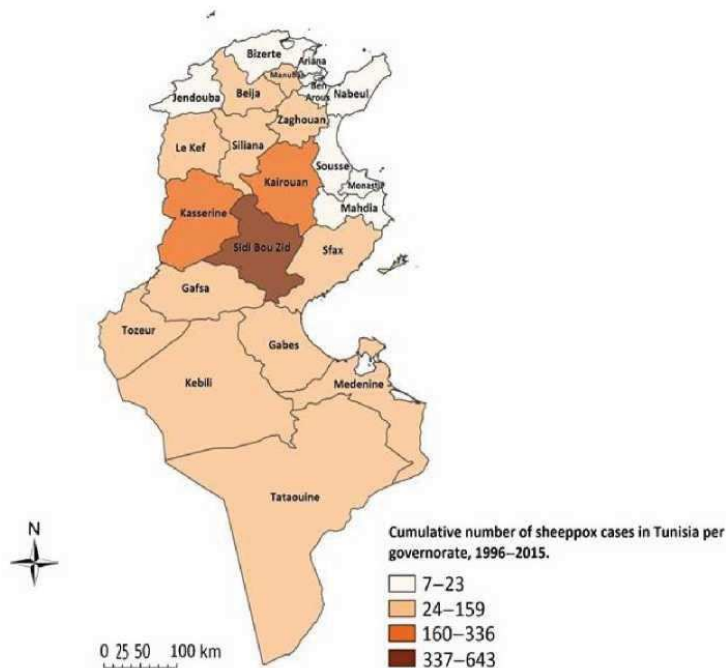 Bizerte
Ariana
Manuba
Ben
Arous
Nabeul
Jendouba
Beija
Zaghouan
Le Kef
Siliana
Sousse
Kairouan
Monastir
Kasserine
Mahdia
Sidi Bou Zid
Sfax
Gafsa
Tozeur
Gabes
Kebili
Medenine
Tataouine
N
Cumulative number of sheeppox cases in Tunisia per
governorate, 1996–2015.
7–23
24–159
160–336
337–643
0 25 50 100 km